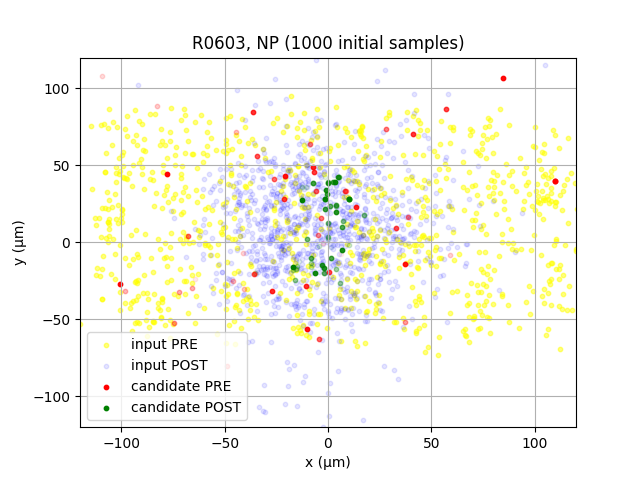 R0603, NP (1000 initial samples)
y (µm)
100
50
0
−50
−100
input PRE
input POST
candidate PRE
candidate POST
−100 −50 0 50 100
x (µm)